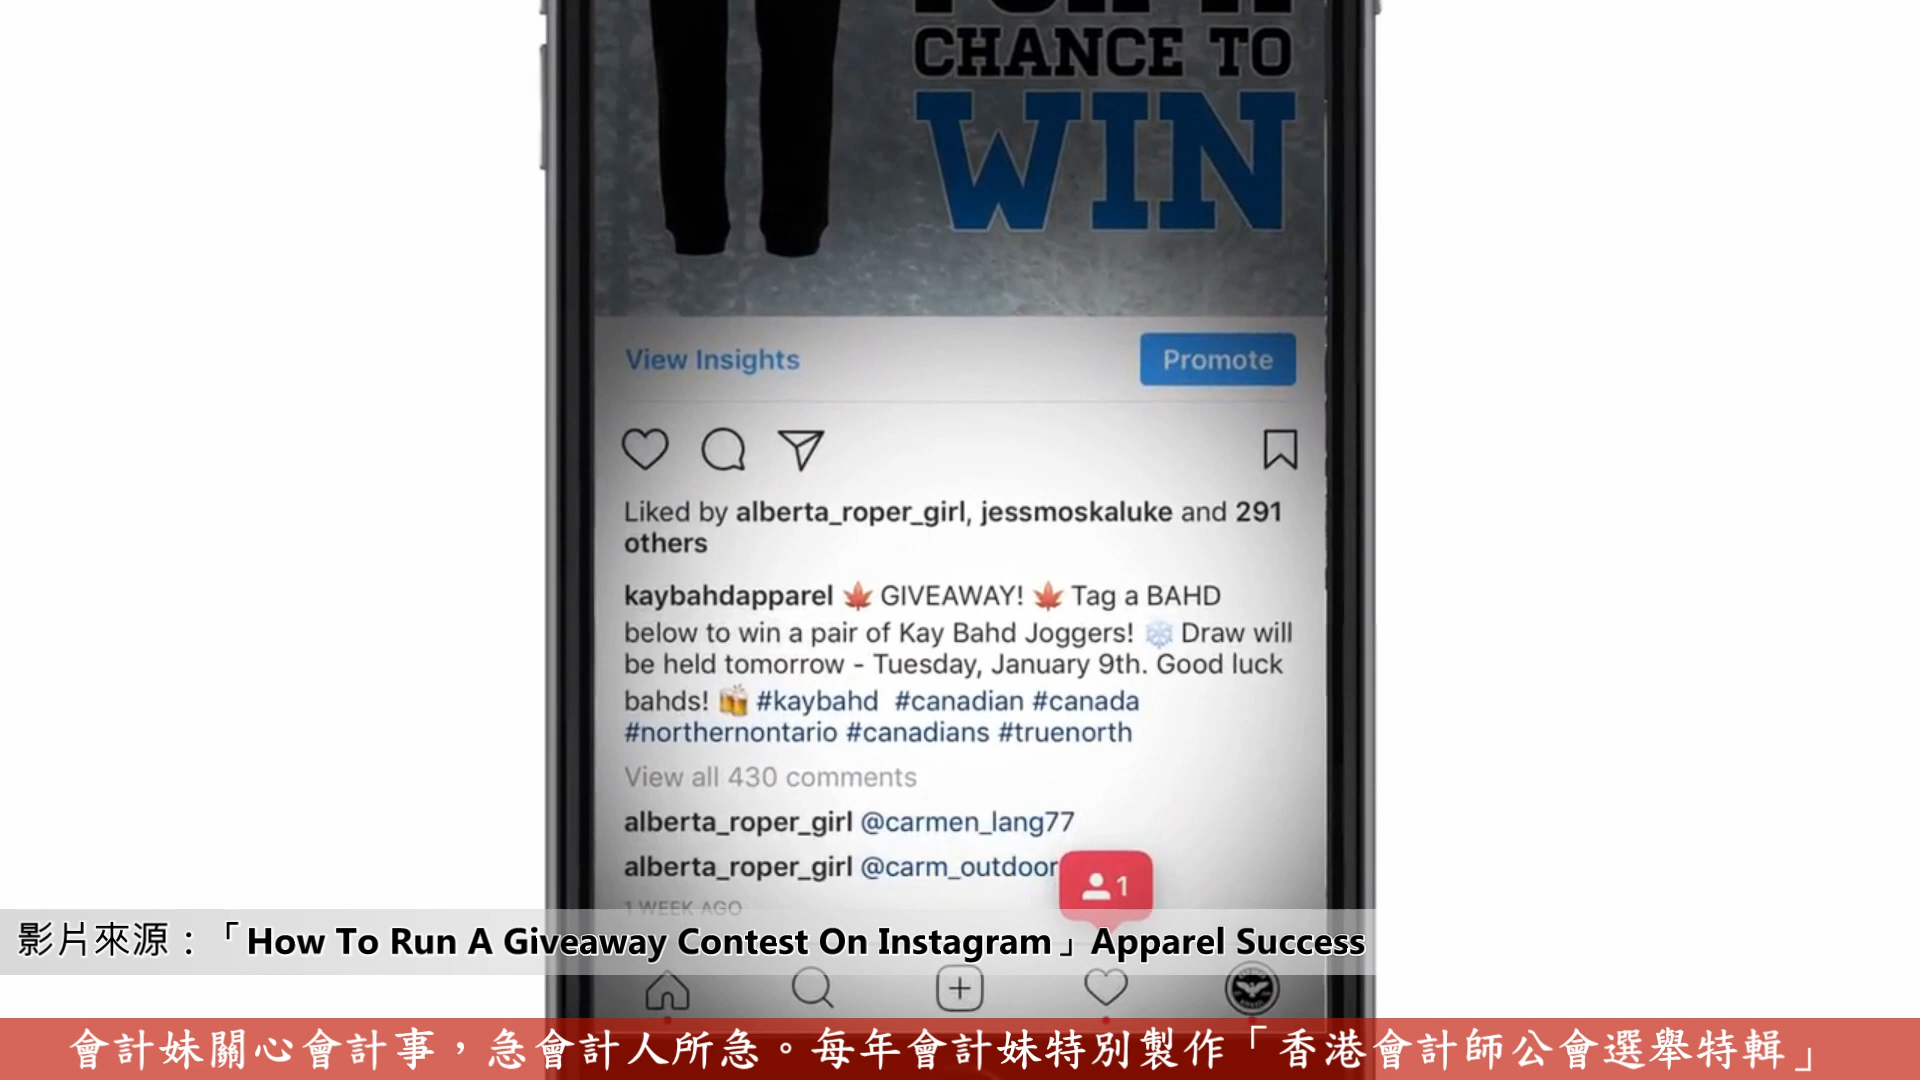 CHANCE TO
WIN
View Insights
Promote
Liked by alberta_roper_girl, jessmoskaluke and 291
others
kaybahdapparel 🍁 GIVEAWAY! 🍁 Tag a BAHD
below to win a pair of Kay Bahd Joggers! ❄️ Draw will
be held tomorrow - Tuesday, January 9th. Good luck
bahds! 🍻 #kaybahd #canadian #canada
#northernontario #canadians #truenorth
View all 430 comments
alberta_roper_girl @carmen_lang77
alberta_roper_girl @carm_outdoor
1
1 WEEK AGO
影片來源：「How To Run A Giveaway Contest On Instagram」Apparel Success
會計妹關心會計事，急會計人所急。每年會計妹特別製作「香港會計師公會選舉特輯」